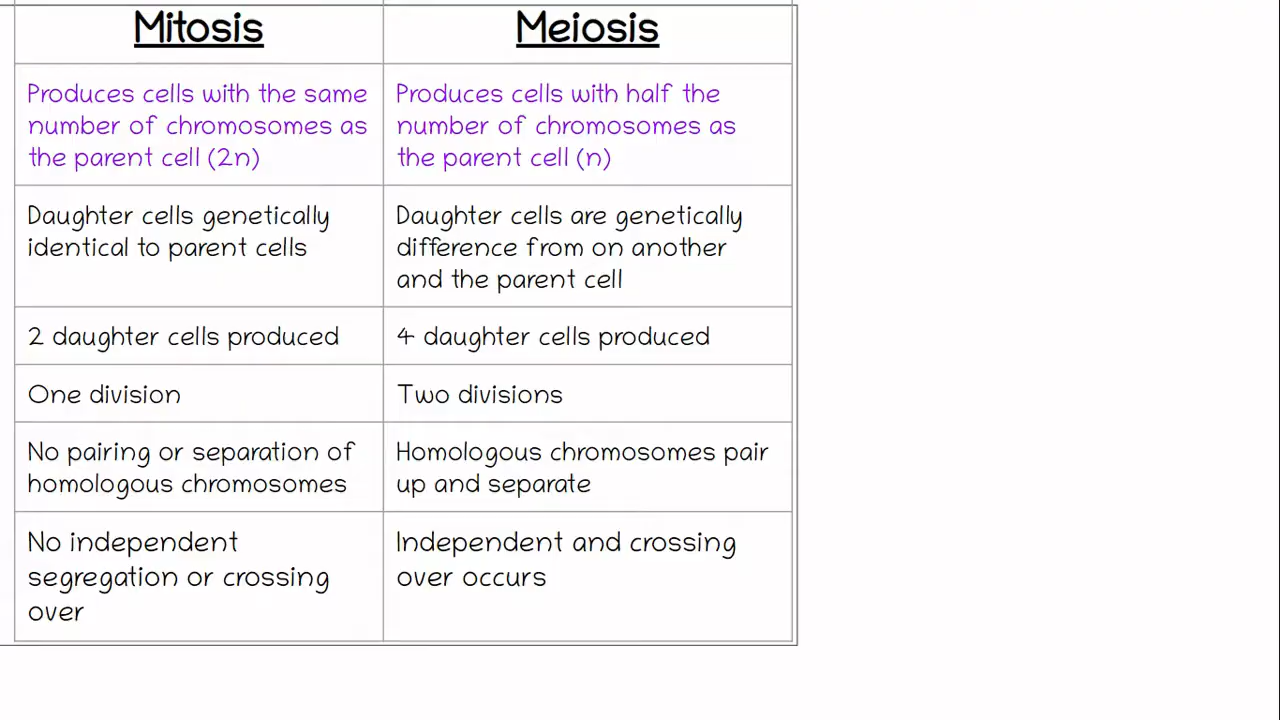 Mitosis
Meiosis
Produces cells with the same
number of chromosomes as
the parent cell (2n)
Produces cells with half the
number of chromosomes as
the parent cell (n)
Daughter cells genetically
identical to parent cells
Daughter cells are genetically
difference from on another
and the parent cell
2 daughter cells produced
4 daughter cells produced
One division
Two divisions
No pairing or separation of
homologous chromosomes
Homologous chromosomes pair
up and separate
No independent
segregation or crossing
over
Independent and crossing
over occurs